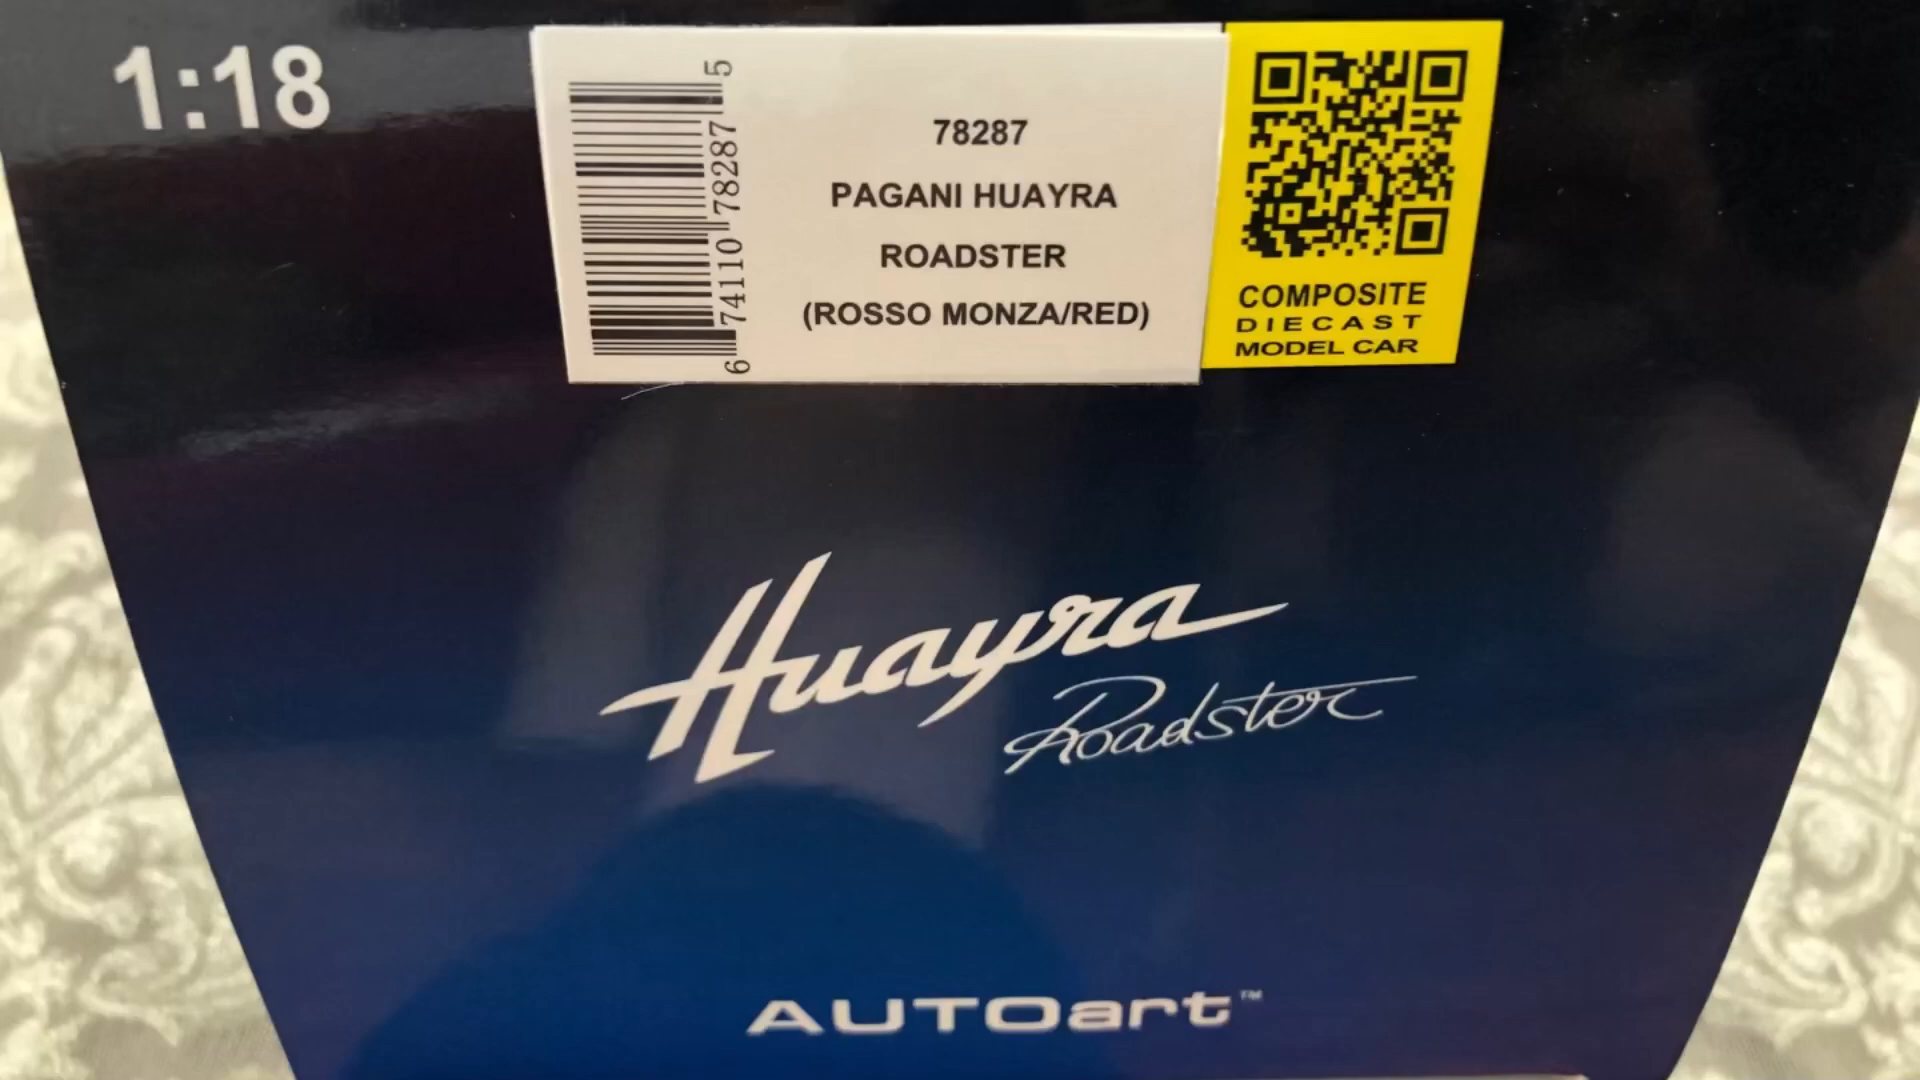 1:18
6 74110 78287 5
78287
PAGANI HUAYRA
ROADSTER
(ROSSO MONZA/RED)
COMPOSITE
DIECAST
MODEL CAR
Huayra
Roadster
AUTOart™